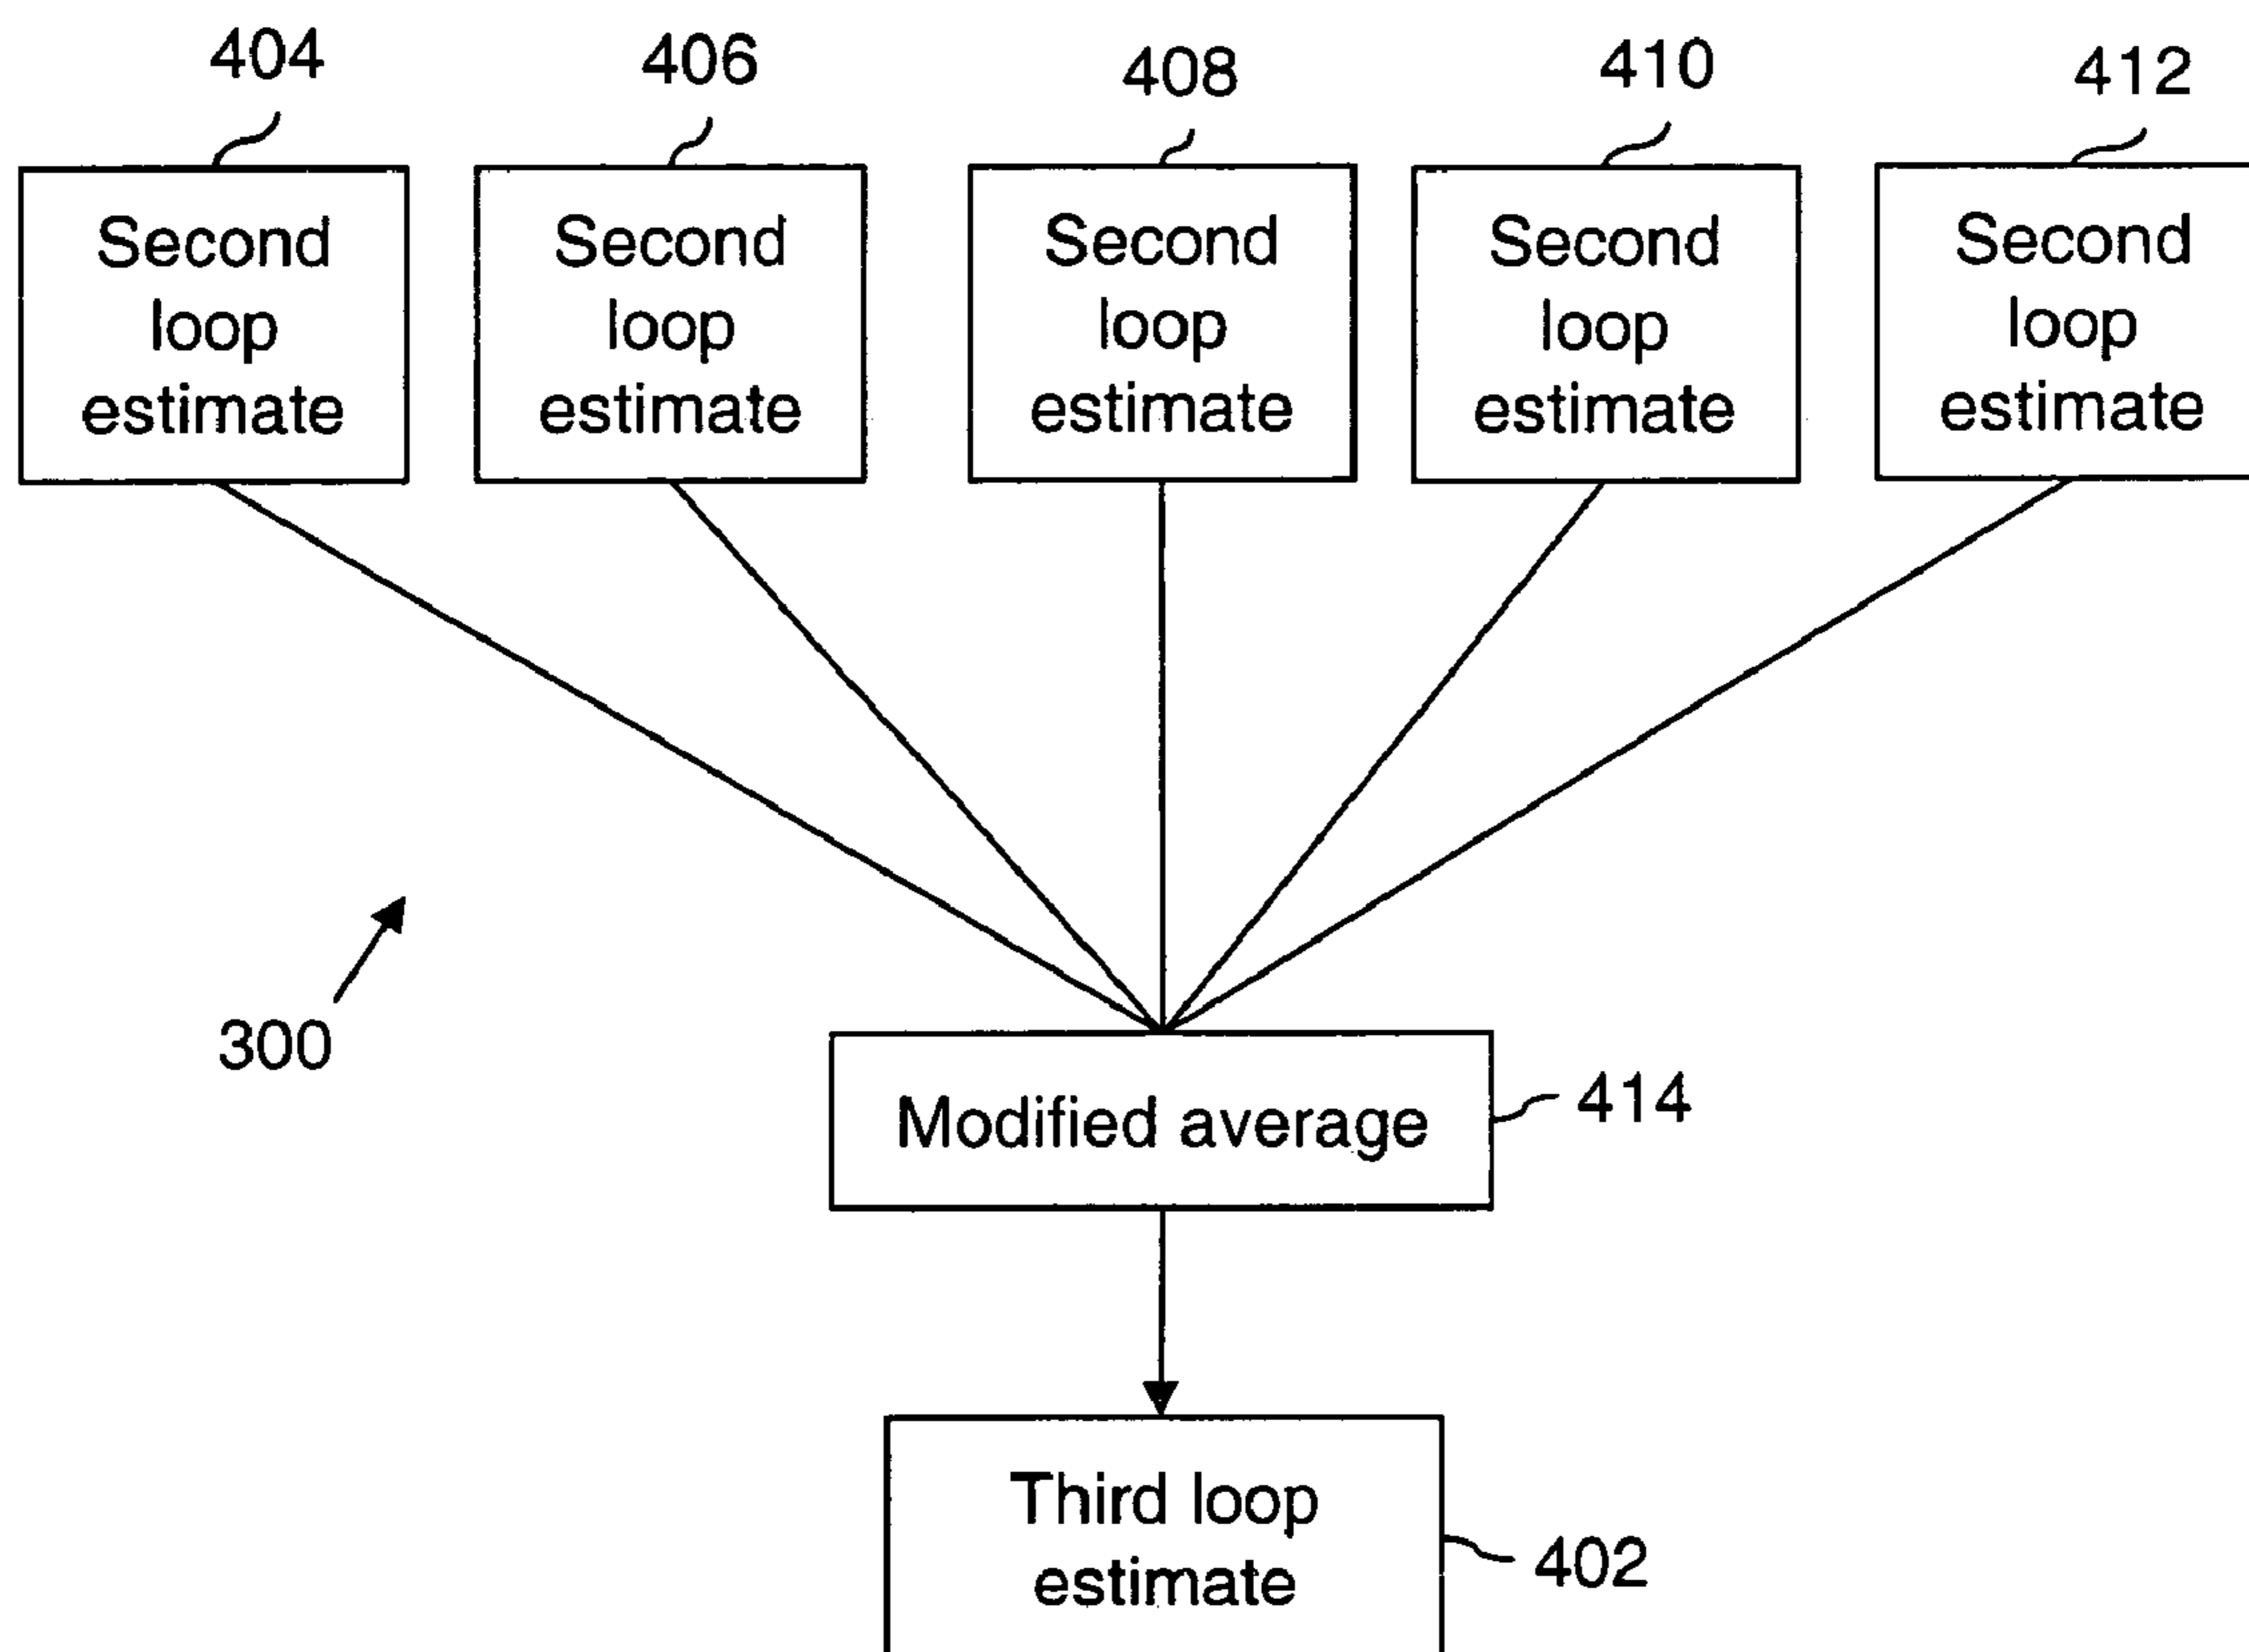 404
406
408
410
412
Second
loop
estimate
Second
loop
estimate
Second
loop
estimate
Second
loop
estimate
Second
loop
estimate
300
Modified average
414
Third loop
estimate
402